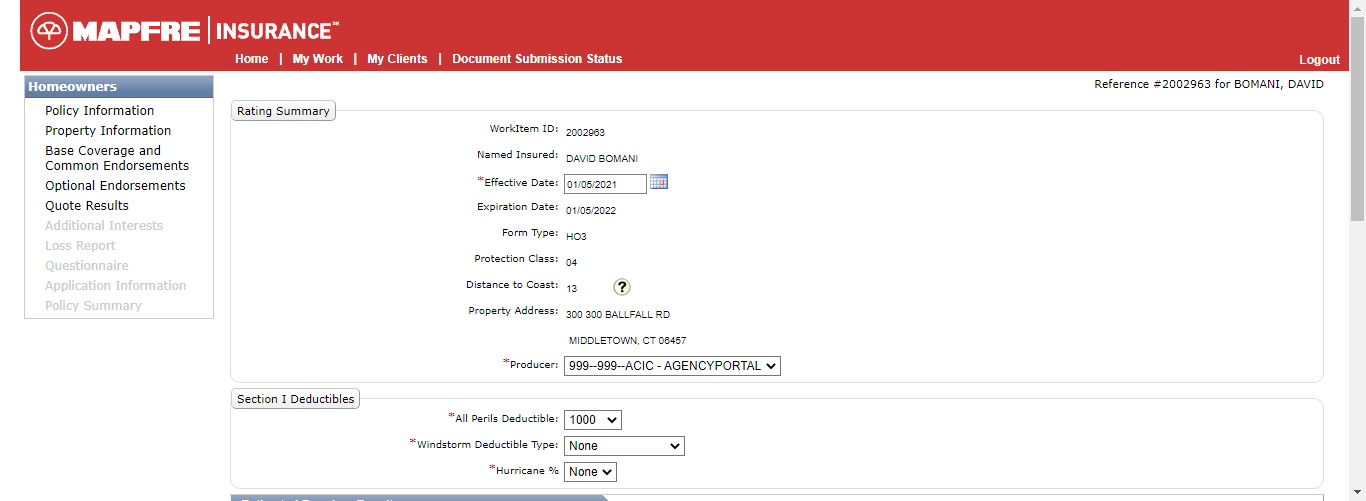 MAPFRE | INSURANCE℠
Home | My Work | My Clients | Document Submission Status
Logout
Homeowners
Policy Information
Property Information
Base Coverage and
Common Endorsements
Optional Endorsements
Quote Results
Additional Interests
Loss Report
Questionnaire
Application Information
Policy Summary
Reference #2002963 for BOMANI, DAVID
Rating Summary
WorkItem ID: 2002963
Named Insured: DAVID BOMANI
*Effective Date: 01/05/2021
Expiration Date: 01/05/2022
Form Type: HO3
Protection Class: 04
Distance to Coast: 13 ?
Property Address: 300 300 BALLFALL RD
MIDDLETOWN, CT 06457
*Producer: 999--999--ACIC - AGENCYPORTAL
Section I Deductibles
*All Perils Deductible: 1000
*Windstorm Deductible Type: None
*Hurricane % None